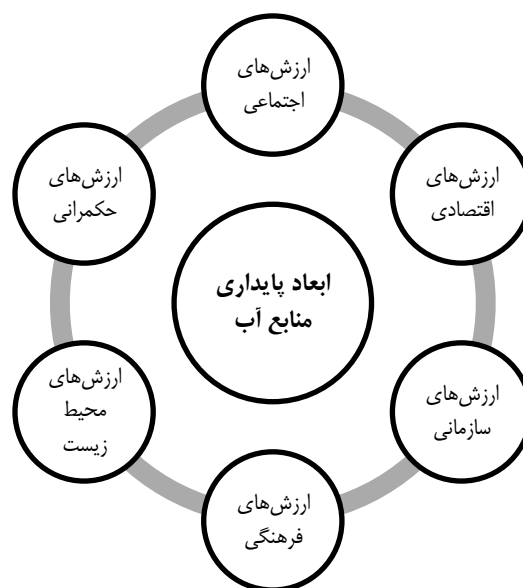 ارزش‌های
اجتماعی
ارزش‌های
اقتصادی
ارزش‌های
سازمانی
ارزش‌های
فرهنگی
ارزش‌های
محیط
زیست
ارزش‌های
حکمرانی
ابعاد پایداری
منابع آب